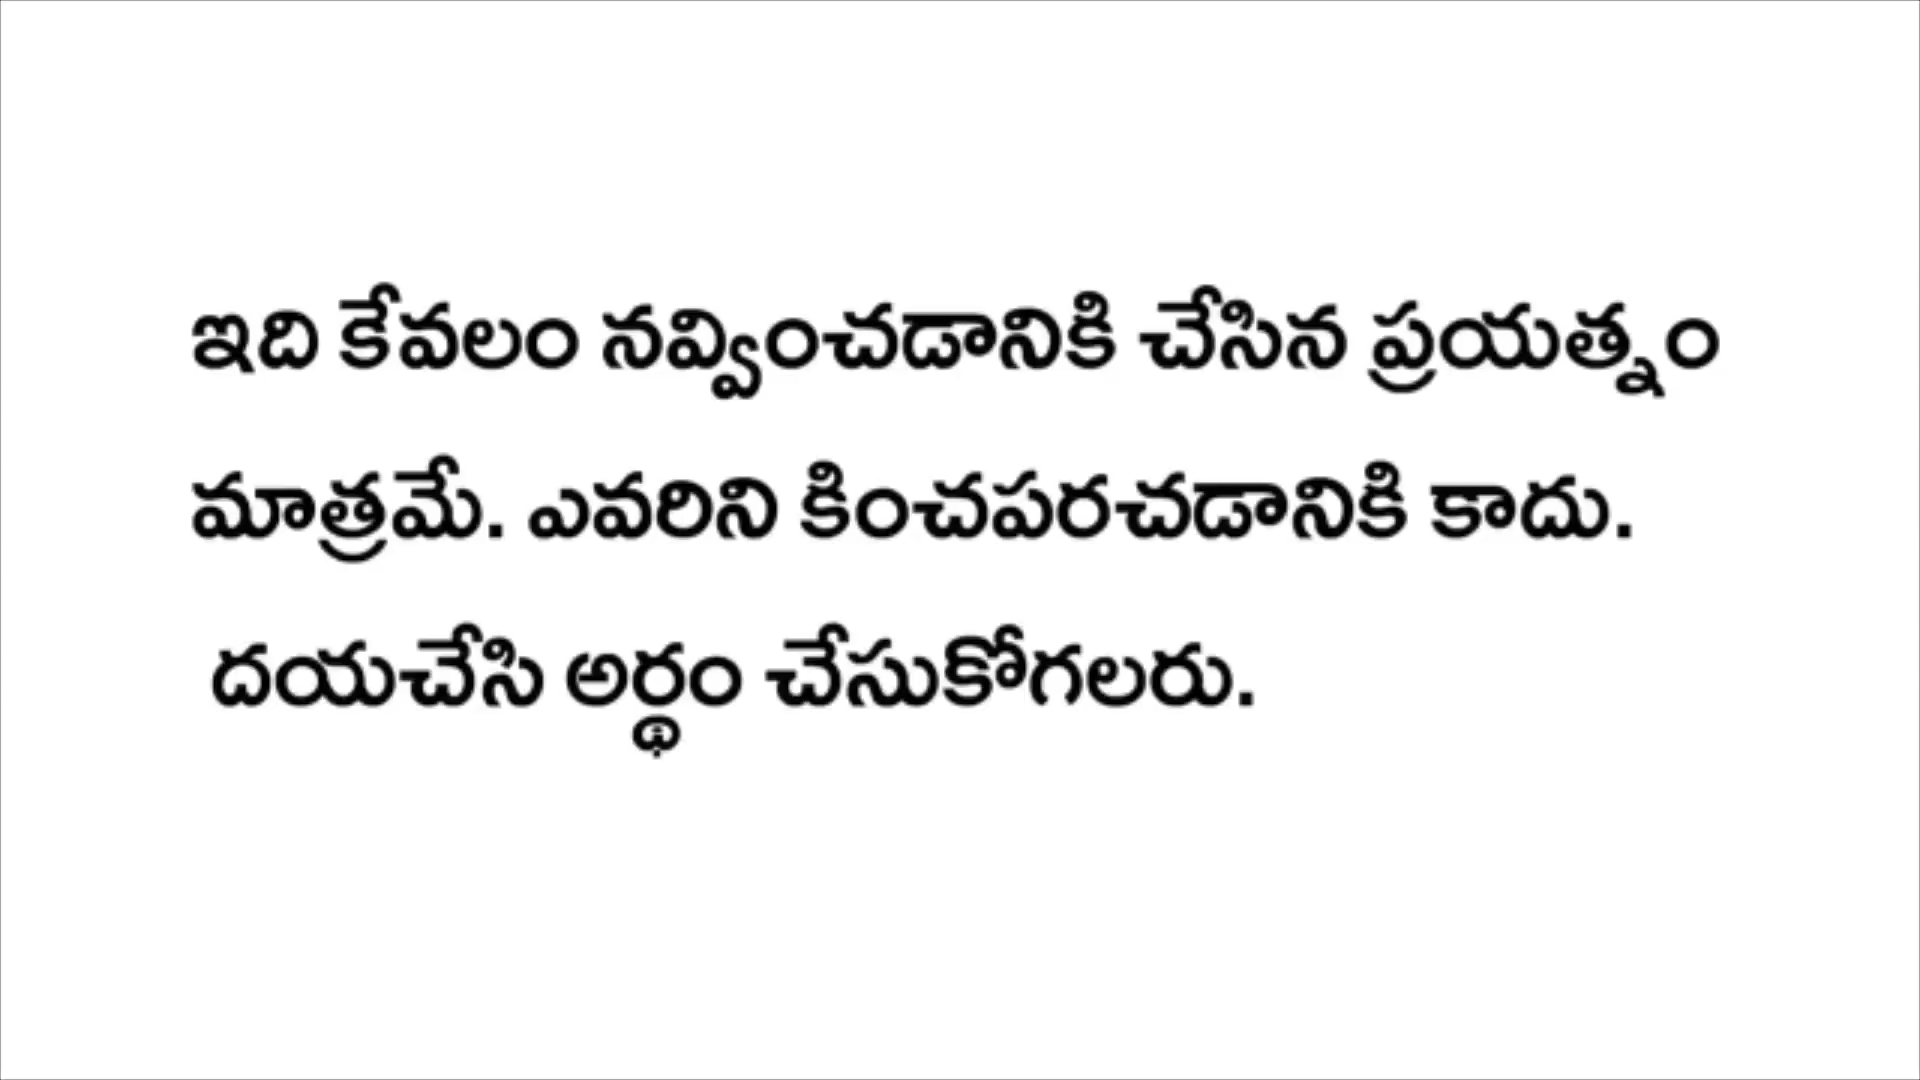 ఇది కేవలం నవ్వించడానికి చేసిన ప్రయత్నం
మాత్రమే. ఎవరిని కించపరచడానికి కాదు.
దయచేసి అర్థం చేసుకోగలరు.